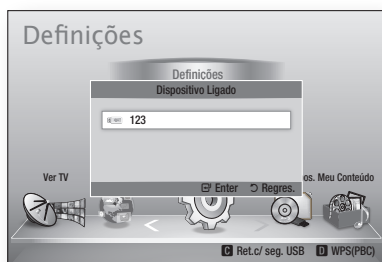 Definições
Definições
Dispositivo Ligado
123
Enter Regres.
Ver TV
os. Meu Conteúdo
C Ret.c/ seg. USB D WPS(PBC)